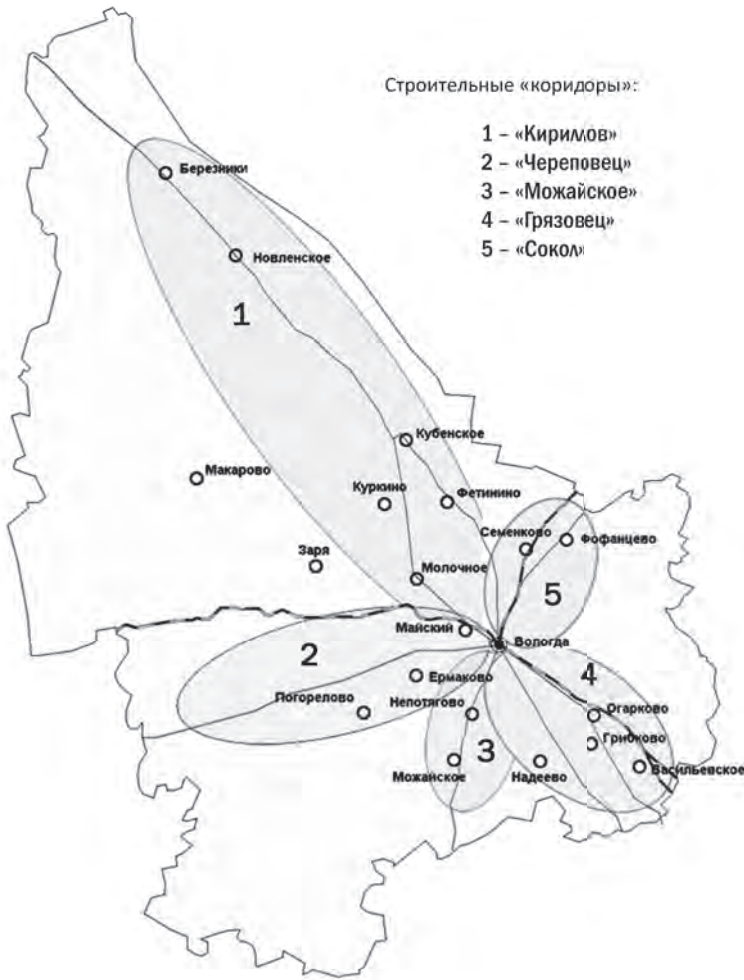 Строительные «коридоры»:
1 – «Кириллов»
2 – «Череповец»
3 – «Можайское»
4 – «Грязовец»
5 – «Сокол»
Березники
Новленское
1
Кубенское
Макарово
Куркино
Фетинино
Семенково
Фофанцево
Заря
Молочное
5
Майский
Вологда
2
4
Ермаково
Погорелово
Непотягово
Огарково
Грибково
3
Можайское
Надеево
Васильевское